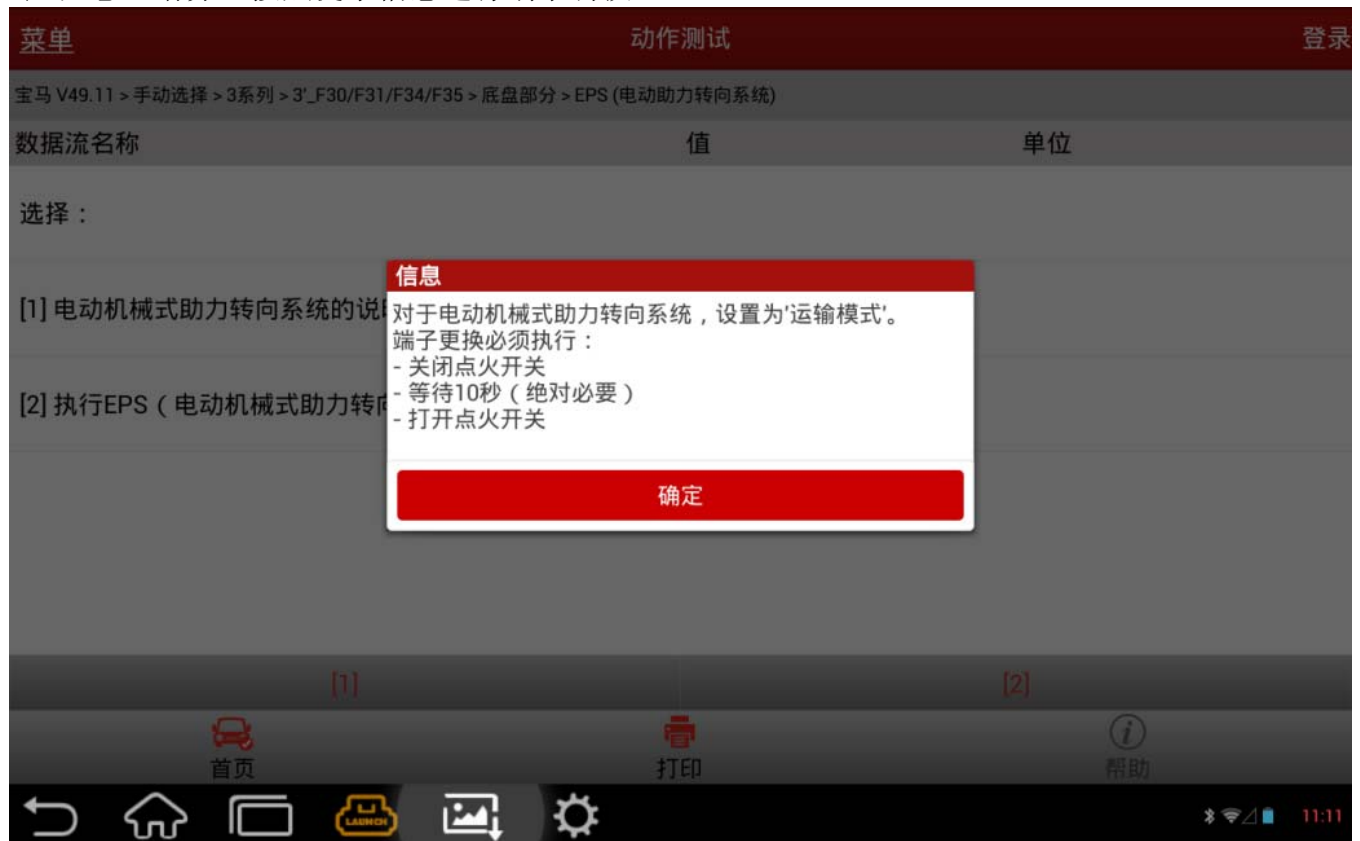 菜单 动作测试 登录
宝马 V49.11 > 手动选择 > 3系列 > 3'_F30/F31/F34/F35 > 底盘部分 > EPS (电动助力转向系统)
数据流名称 值 单位
选择：
[1] 电动机械式助力转向系统的说
[2] 执行EPS（电动机械式助力转向
信息
对于电动机械式助力转向系统，设置为'运输模式'。
端子更换必须执行：
- 关闭点火开关
- 等待10秒（绝对必要）
- 打开点火开关
确定
[1] [2]
首页 打印 帮助
LAUNCH 11:11